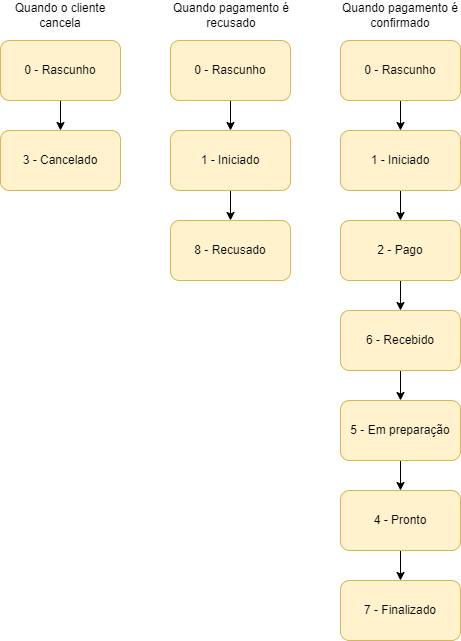 Quando o cliente
cancela
0 - Rascunho
3 - Cancelado
Quando pagamento é
recusado
0 - Rascunho
1 - Iniciado
8 - Recusado
Quando pagamento é
confirmado
0 - Rascunho
1 - Iniciado
2 - Pago
6 - Recebido
5 - Em preparação
4 - Pronto
7 - Finalizado